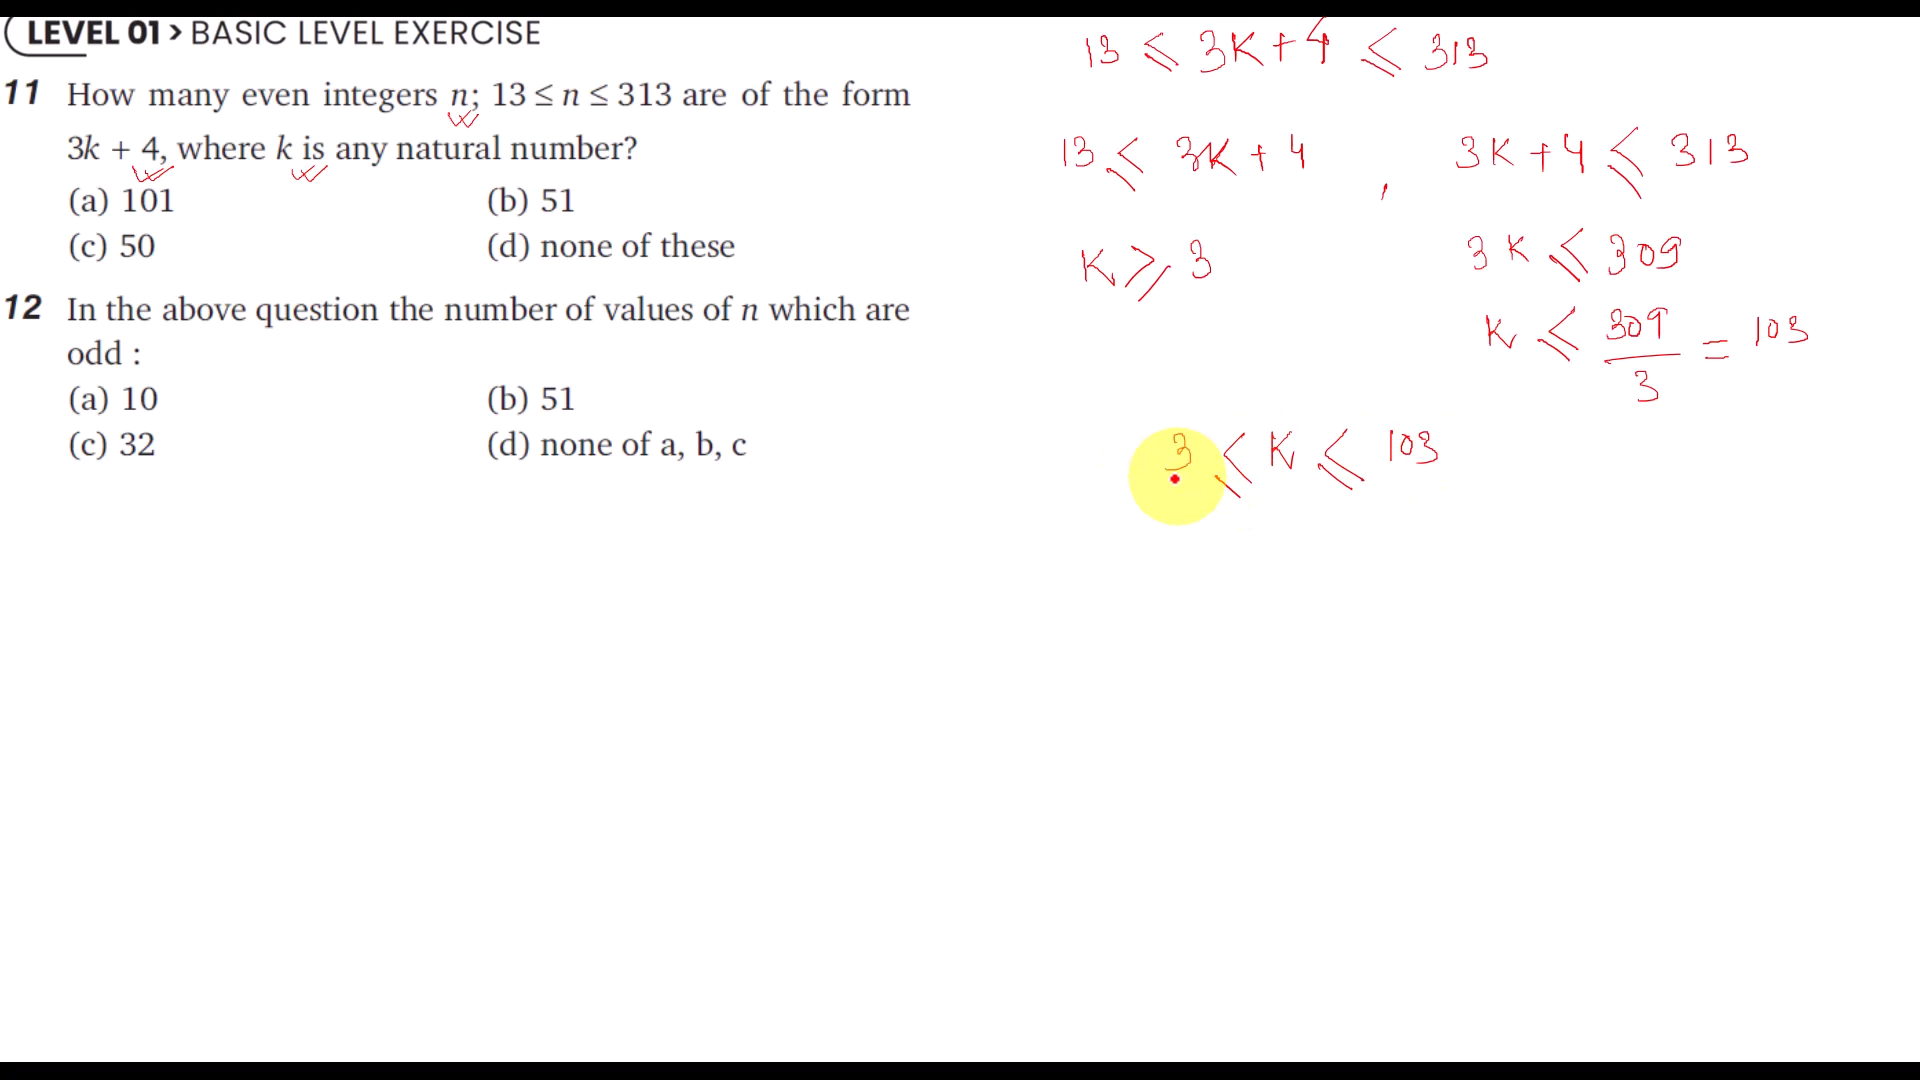 LEVEL 01 > BASIC LEVEL EXERCISE
11 How many even integers n; 13 ≤ n ≤ 313 are of the form
3k + 4, where k is any natural number?
(a) 101 (b) 51
(c) 50 (d) none of these
12 In the above question the number of values of n which are
odd :
(a) 10 (b) 51
(c) 32 (d) none of a, b, c
13 ≤ 3K + 4 ≤ 313
13 ≤ 3K + 4 , 3K + 4 ≤ 313
K ≥ 3 3K ≤ 309
K ≤ 309/3 = 103
3 ≤ K ≤ 103